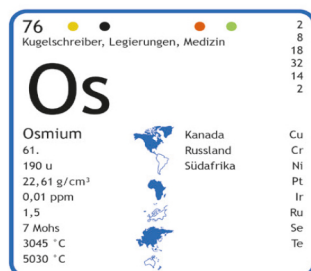 76
Kugelschreiber, Legierungen, Medizin
2
8
18
32
14
2
Os
Osmium
61.
190 u
22,61 g/cm³
0,01 ppm
1,5
7 Mohs
3045 °C
5030 °C
Kanada
Russland
Südafrika
Cu
Cr
Ni
Pt
Ir
Ru
Se
Te